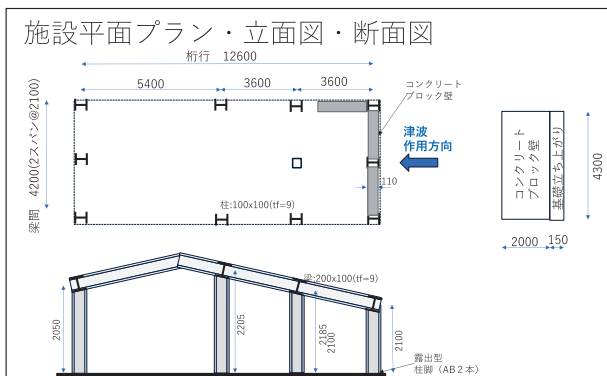 施設平面プラン・立面図・断面図
桁行 12600
5400
3600
3600
コンクリート
ブロック壁
梁間 4200(2スパン@2100)
津波
作用方向
110
柱:100x100(tf=9)
コンクリート
ブロック壁
基礎立ち上がり
4300
2000
150
梁:200x100(tf=9)
2050
2205
2185
2100
2100
露出型
柱脚(AB2本)